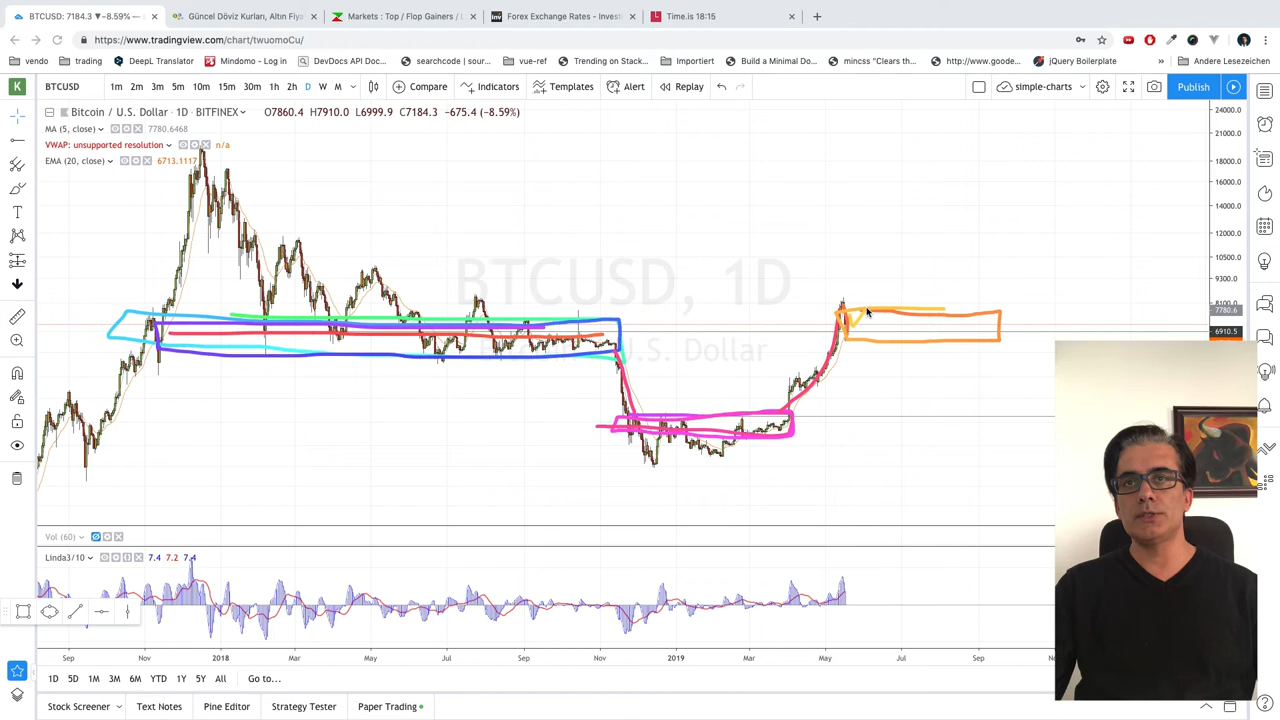 BTCUSD: 7184.3 ▼−8.59% —
Güncel Döviz Kurları, Altın Fiya
Markets : Top / Flop Gainers / L
Forex Exchange Rates - Investi
Time.is 18:15
https://www.tradingview.com/chart/twuomoCu/
vendo
trading
DeepL Translator
Mindomo - Log in
DevDocs API Doc...
searchcode | sour...
vue-ref
Trending on Stack...
Importiert
Build a Minimal Do...
mincss "Clears th...
http://www.goode...
jQuery Boilerplate
Andere Lesezeichen
K
BTCUSD
1m 2m 3m 5m 10m 15m 30m 1h 2h D W M
Compare
Indicators
Templates
Alert
Replay
simple-charts
Publish
Bitcoin / U.S. Dollar · 1D · BITFINEX O7860.4 H7910.0 L6999.9 C7184.3 −675.4 (−8.59%)
MA (5, close) 7780.6468
VWAP: unsupported resolution n/a
EMA (20, close) 6713.1117
BTCUSD, 1D
U.S. Dollar
24000.0
21000.0
18000.0
16000.0
14000.0
12000.0
10500.0
9300.0
8100.0
7780.6
6910.5
Vol (60)
Linda3/10 7.4 7.2 7.4
Sep Nov 2018 Mar May Jul Sep Nov 2019 Mar May Jul Sep
1D 5D 1M 3M 6M YTD 1Y 5Y All Go to...
Stock Screener
Text Notes
Pine Editor
Strategy Tester
Paper Trading